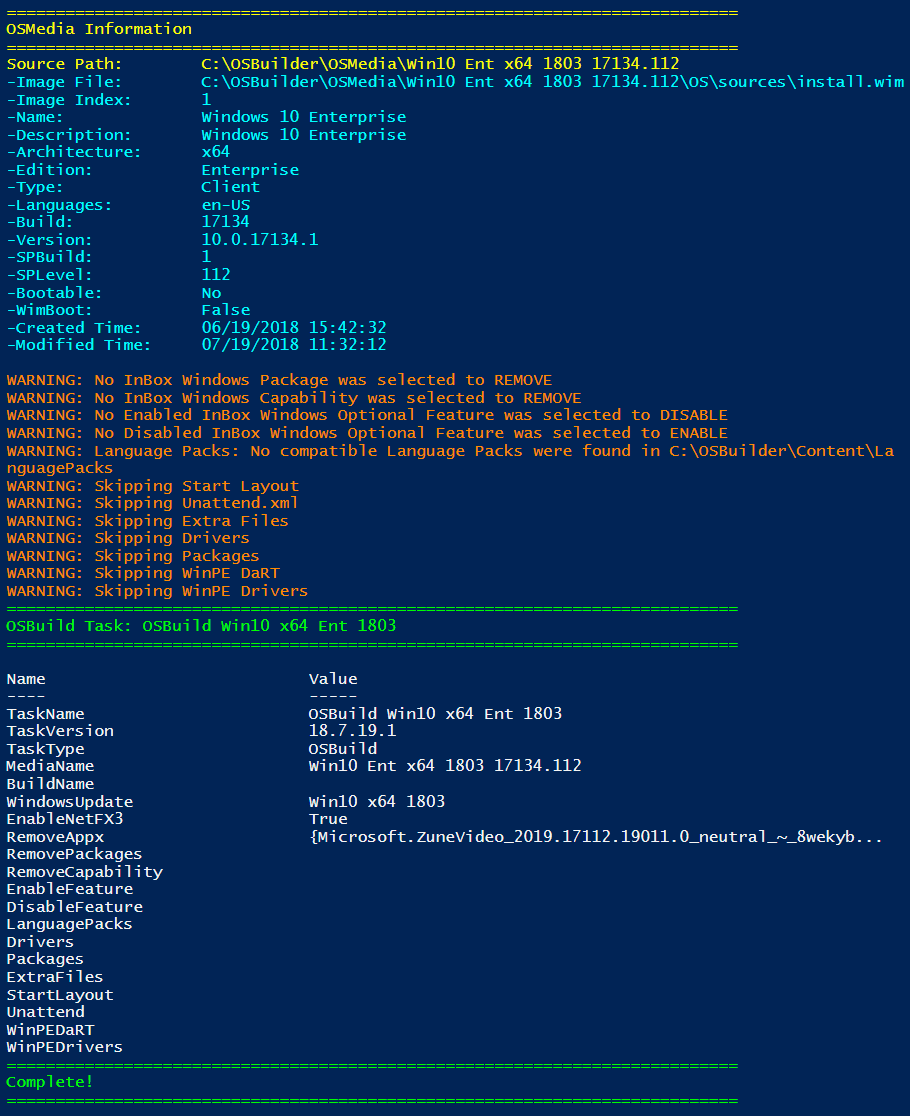 ===========================================================================
OSMedia Information
===========================================================================
Source Path:        C:\OSBuilder\OSMedia\Win10 Ent x64 1803 17134.112
-Image File:        C:\OSBuilder\OSMedia\Win10 Ent x64 1803 17134.112\OS\sources\install.wim
-Image Index:       1
-Name:              Windows 10 Enterprise
-Description:       Windows 10 Enterprise
-Architecture:      x64
-Edition:           Enterprise
-Type:              Client
-Languages:         en-US
-Build:             17134
-Version:           10.0.17134.1
-SPBuild:           1
-SPLevel:           112
-Bootable:          No
-WimBoot:           False
-Created Time:      06/19/2018 15:42:32
-Modified Time:     07/19/2018 11:32:12
WARNING: No InBox Windows Package was selected to REMOVE
WARNING: No InBox Windows Capability was selected to REMOVE
WARNING: No Enabled InBox Windows Optional Feature was selected to DISABLE
WARNING: No Disabled InBox Windows Optional Feature was selected to ENABLE
WARNING: Language Packs: No compatible Language Packs were found in C:\OSBuilder\Content\La
nguagePacks
WARNING: Skipping Start Layout
WARNING: Skipping Unattend.xml
WARNING: Skipping Extra Files
WARNING: Skipping Drivers
WARNING: Skipping Packages
WARNING: Skipping WinPE DaRT
WARNING: Skipping WinPE Drivers
===========================================================================
OSBuild Task: OSBuild Win10 x64 Ent 1803
===========================================================================
Name                           Value
----                           -----
TaskName                       OSBuild Win10 x64 Ent 1803
TaskVersion                    18.7.19.1
TaskType                       OSBuild
MediaName                      Win10 Ent x64 1803 17134.112
BuildName
WindowsUpdate                  Win10 x64 1803
EnableNetFX3                   True
RemoveAppx                     {Microsoft.ZuneVideo_2019.17112.19011.0_neutral_~_8wekyb...
RemovePackages
RemoveCapability
EnableFeature
DisableFeature
LanguagePacks
Drivers
Packages
ExtraFiles
StartLayout
Unattend
WinPEDaRT
WinPEDrivers
===========================================================================
Complete!
===========================================================================